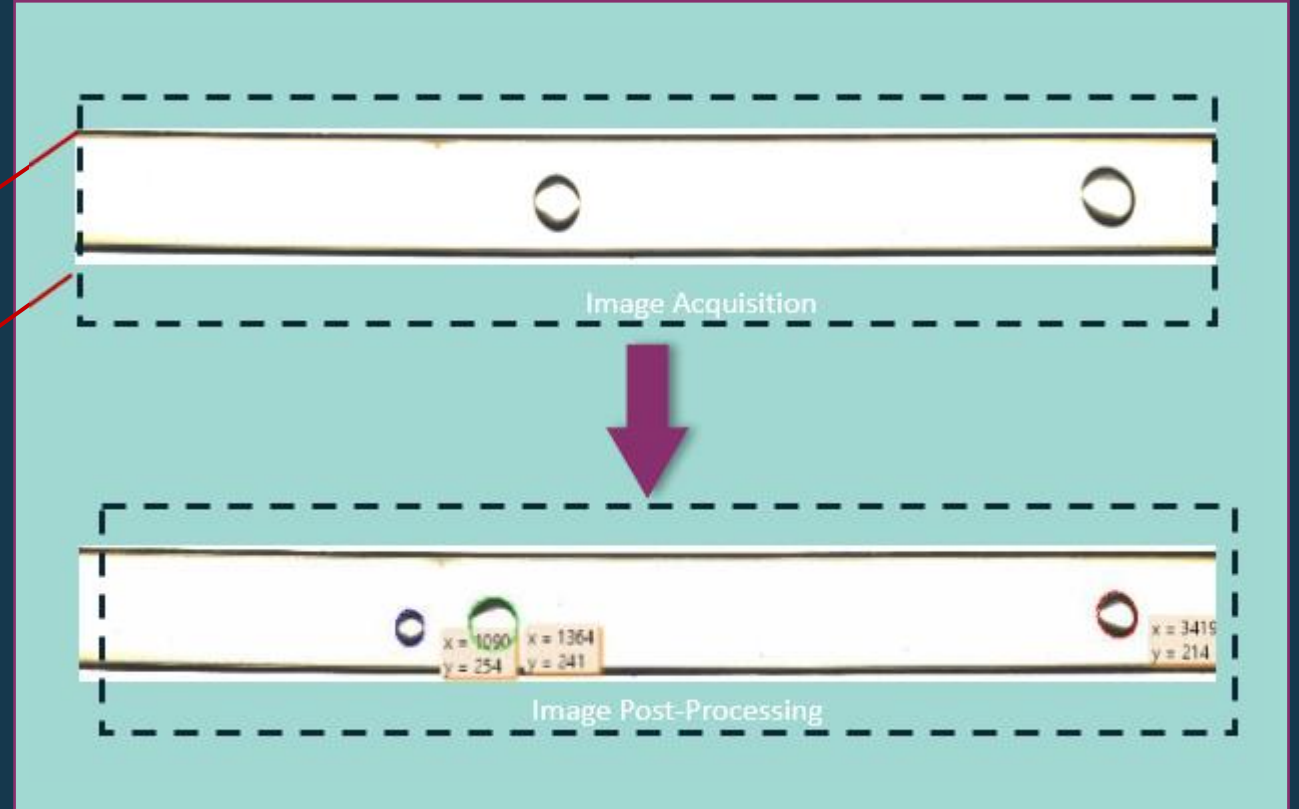 Image Acquisition
x = 1090
y = 254
x = 1364
y = 241
x = 3419
y = 214
Image Post-Processing